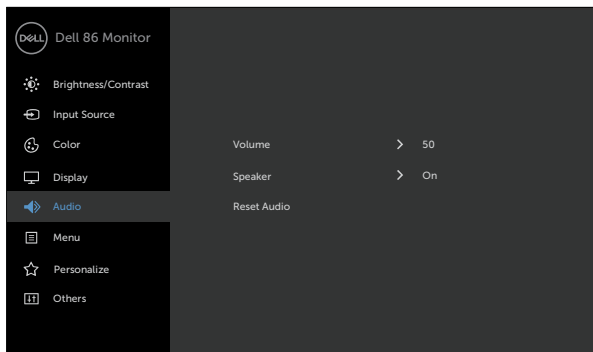 DELL Dell 86 Monitor
Brightness/Contrast
Input Source
Color
Volume > 50
Display
Speaker > On
Audio
Reset Audio
Menu
Personalize
Others